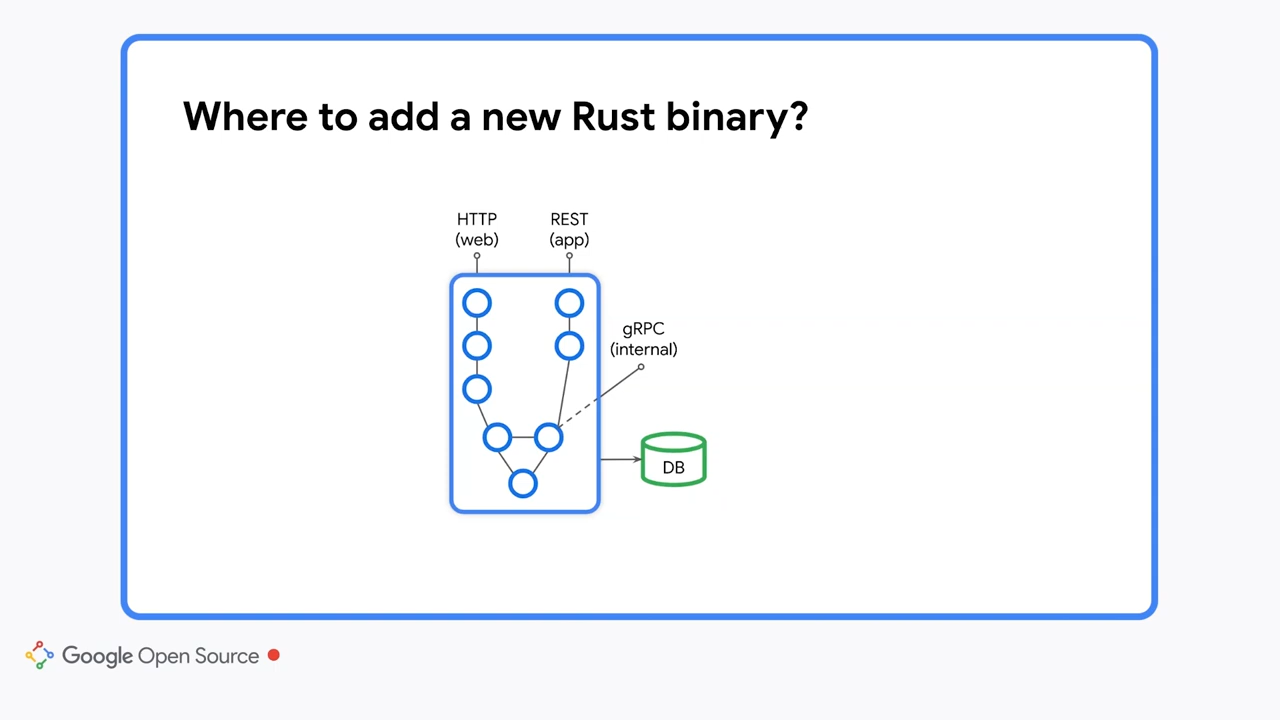 Where to add a new Rust binary?
HTTP
(web)
REST
(app)
gRPC
(internal)
DB
Google Open Source